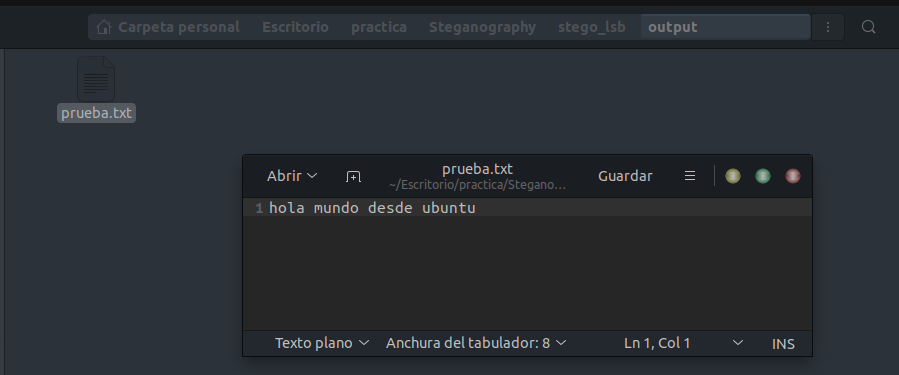 Carpeta personal Escritorio practica Steganography stego_lsb output
prueba.txt
Abrir prueba.txt Guardar
~/Escritorio/practica/Stegano...
1 hola mundo desde ubuntu
Texto plano Anchura del tabulador: 8 Ln 1, Col 1 INS